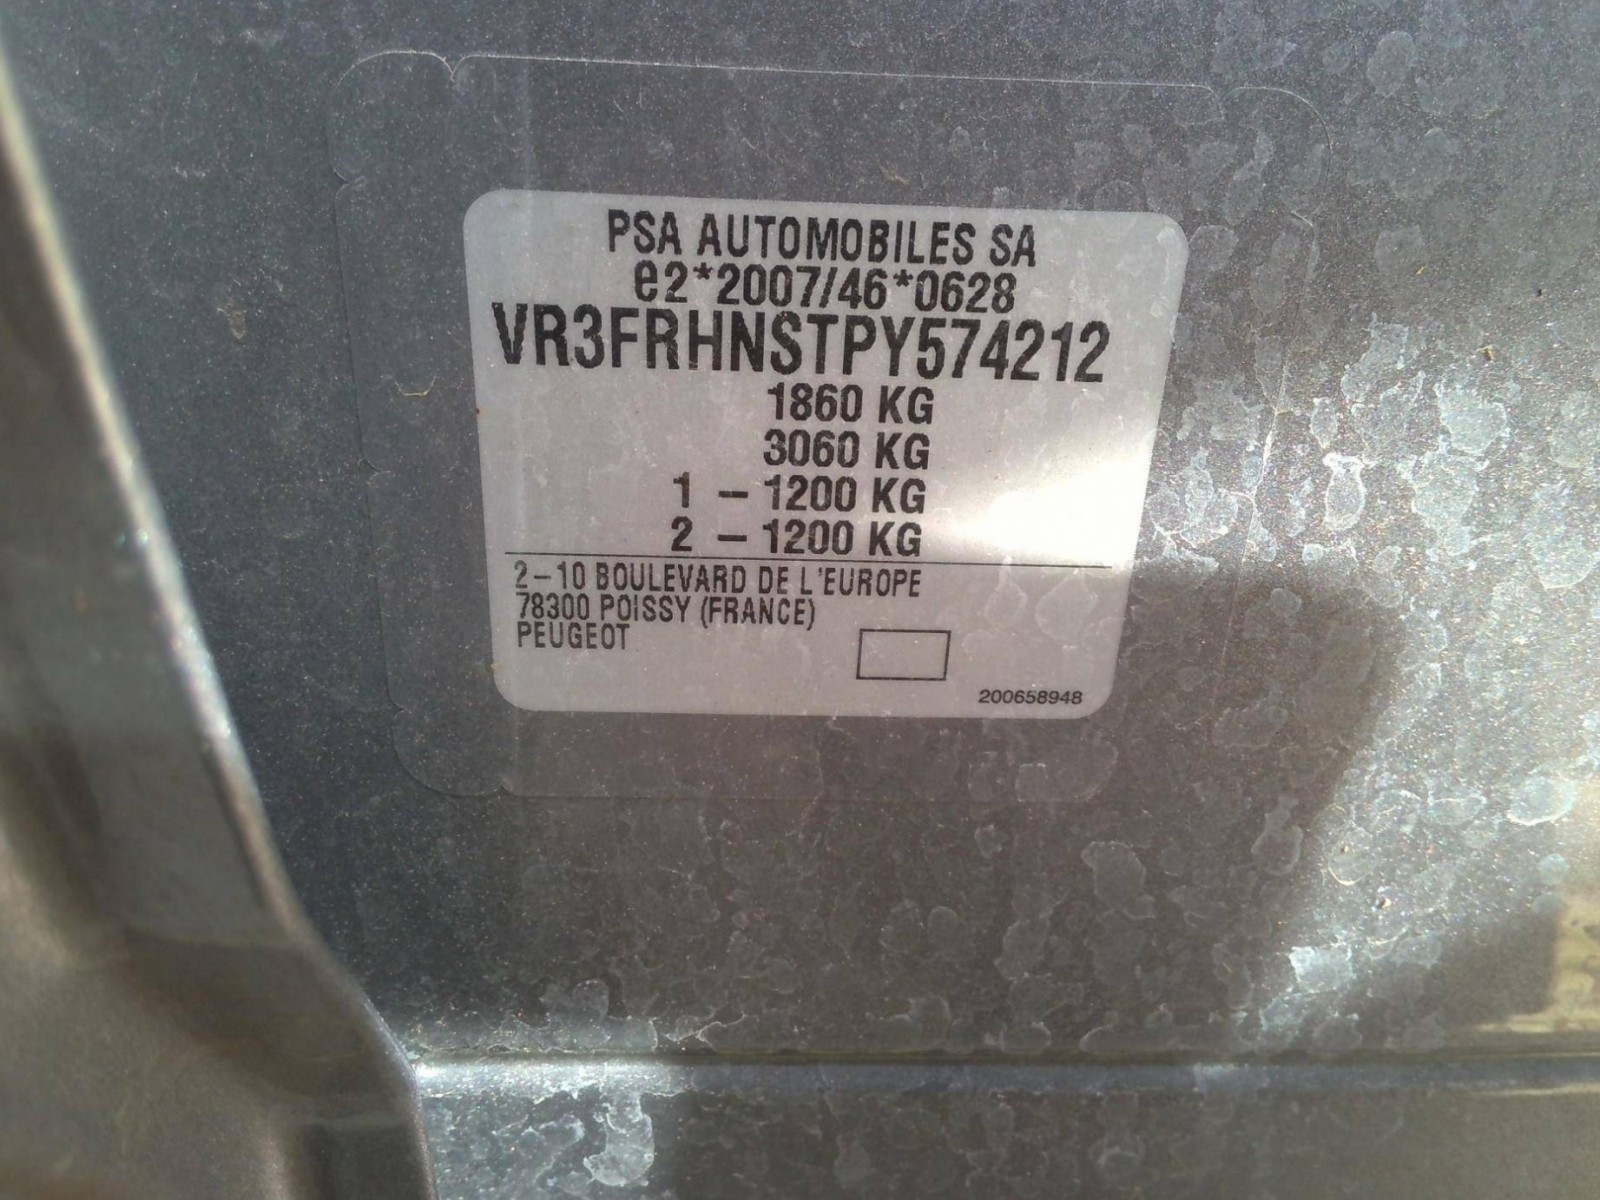 PSA AUTOMOBILES SA
e2*2007/46*0628
VR3FRHNSTPY574212
1860 KG
3060 KG
1 – 1200 KG
2 – 1200 KG
2–10 BOULEVARD DE L'EUROPE
78300 POISSY (FRANCE)
PEUGEOT
200658948